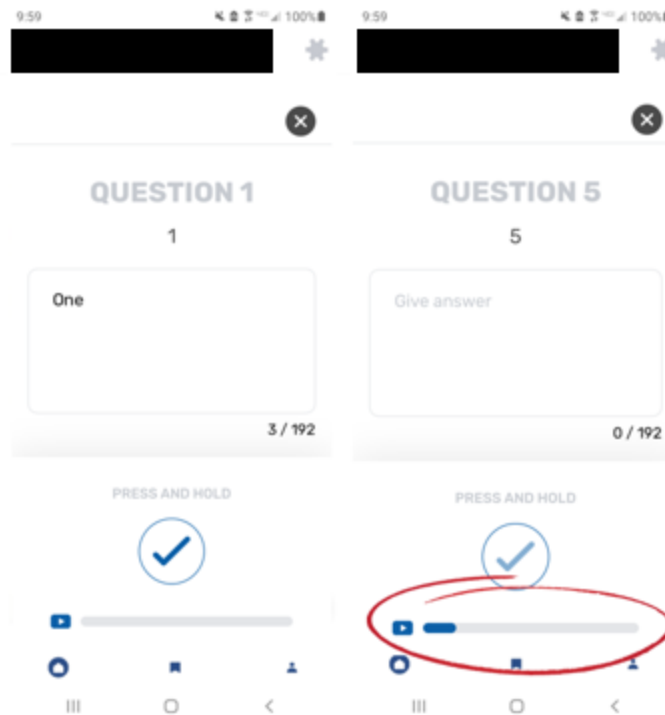 9:59
100%
QUESTION 1
1
One
3 / 192
PRESS AND HOLD
9:59
100%
QUESTION 5
5
Give answer
0 / 192
PRESS AND HOLD